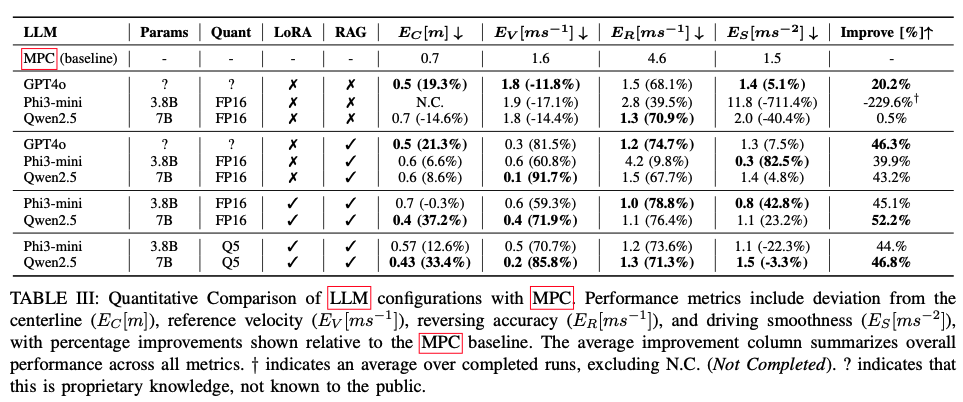 LLM Params Quant LoRA RAG E_C[m] ↓ E_V[ms⁻¹] ↓ E_R[ms⁻¹] ↓ E_S[ms⁻²] ↓ Improve [%]↑
MPC (baseline) - - - - 0.7 1.6 4.6 1.5 -
GPT4o ? ? ✗ ✗ 0.5 (19.3%) 1.8 (-11.8%) 1.5 (68.1%) 1.4 (5.1%) 20.2%
Phi3-mini 3.8B FP16 ✗ ✗ N.C. 1.9 (-17.1%) 2.8 (39.5%) 11.8 (-711.4%) -229.6%†
Qwen2.5 7B FP16 ✗ ✗ 0.7 (-14.6%) 1.8 (-14.4%) 1.3 (70.9%) 2.0 (-40.4%) 0.5%
GPT4o ? ? ✗ ✓ 0.5 (21.3%) 0.3 (81.5%) 1.2 (74.7%) 1.3 (7.5%) 46.3%
Phi3-mini 3.8B FP16 ✗ ✓ 0.6 (6.6%) 0.6 (60.8%) 4.2 (9.8%) 0.3 (82.5%) 39.9%
Qwen2.5 7B FP16 ✗ ✓ 0.6 (8.6%) 0.1 (91.7%) 1.5 (67.7%) 1.4 (4.8%) 43.2%
Phi3-mini 3.8B FP16 ✓ ✓ 0.7 (-0.3%) 0.6 (59.3%) 1.0 (78.8%) 0.8 (42.8%) 45.1%
Qwen2.5 7B FP16 ✓ ✓ 0.4 (37.2%) 0.4 (71.9%) 1.1 (76.4%) 1.1 (23.2%) 52.2%
Phi3-mini 3.8B Q5 ✓ ✓ 0.57 (12.6%) 0.5 (70.7%) 1.2 (73.6%) 1.1 (-22.3%) 44.%
Qwen2.5 7B Q5 ✓ ✓ 0.43 (33.4%) 0.2 (85.8%) 1.3 (71.3%) 1.5 (-3.3%) 46.8%
TABLE III: Quantitative Comparison of LLM configurations with MPC. Performance metrics include deviation from the
centerline (E_C[m]), reference velocity (E_V[ms⁻¹]), reversing accuracy (E_R[ms⁻¹]), and driving smoothness (E_S[ms⁻²]),
with percentage improvements shown relative to the MPC baseline. The average improvement column summarizes overall
performance across all metrics. † indicates an average over completed runs, excluding N.C. (Not Completed). ? indicates that
this is proprietary knowledge, not known to the public.